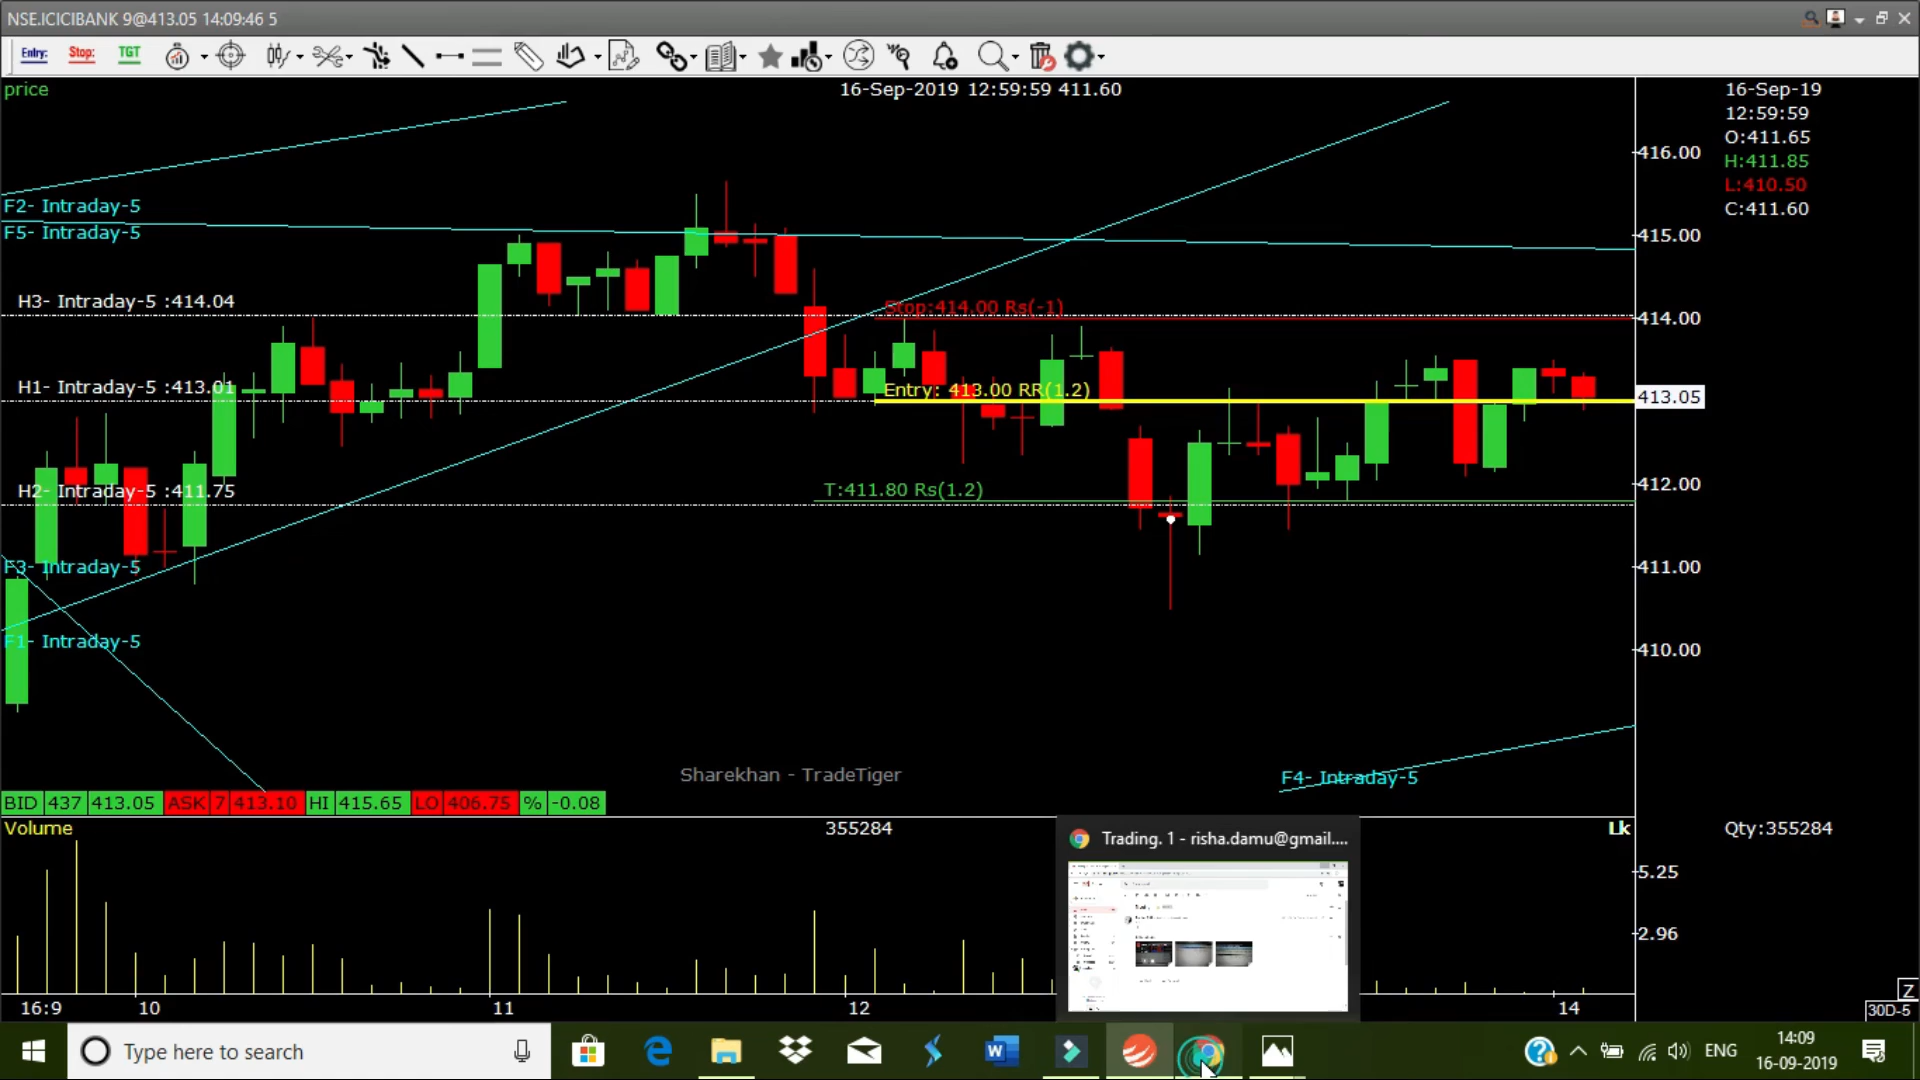 NSE.ICICIBANK 9@413.05 14:09:46 5
Entry: Stop: TGT
price
16-Sep-2019 12:59:59 411.60
16-Sep-19
12:59:59
O:411.65
H:411.85
L:410.50
C:411.60
416.00
415.00
414.00
413.05
412.00
411.00
410.00
F2- Intraday-5
F5- Intraday-5
H3- Intraday-5 :414.04
Stop:414.00 Rs(-1)
H1- Intraday-5 :413.01
Entry: 413.00 RR(1.2)
H2- Intraday-5 :411.75
T:411.80 Rs(1.2)
F3- Intraday-5
F1- Intraday-5
F4- Intraday-5
Sharekhan - TradeTiger
BID 437 413.05 ASK 7 413.10 HI 415.65 LO 406.75 % -0.08
Volume
355284
Lk
Qty:355284
5.25
2.96
Trading. 1 - risha.damu@gmail....
16:9 10 11 12 14
Z
30D-5
Type here to search
ENG
14:09
16-09-2019